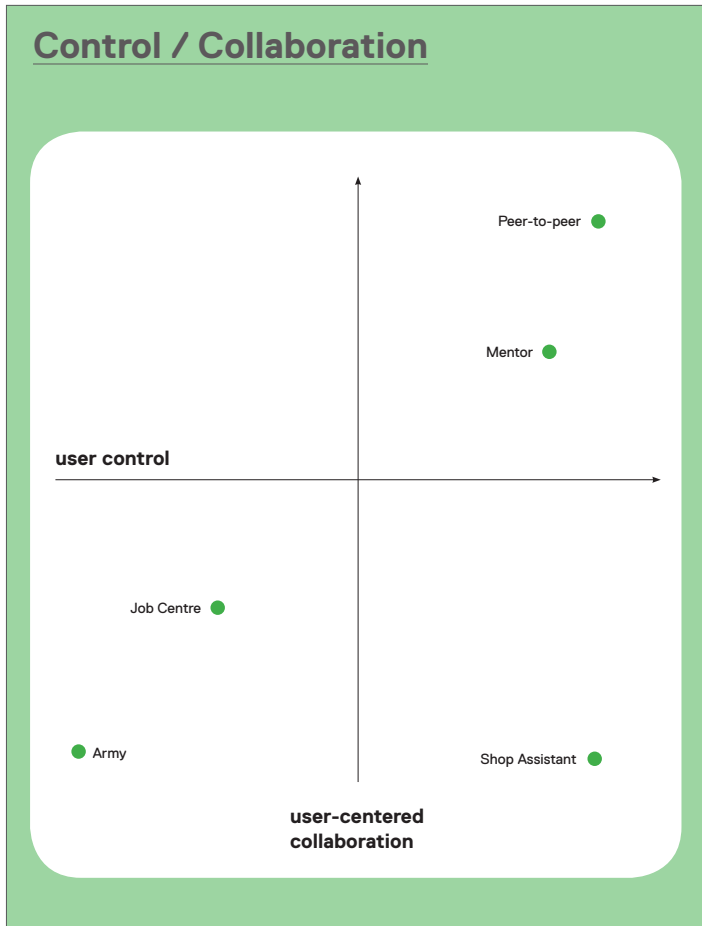 Control / Collaboration
Peer-to-peer
Mentor
user control
Job Centre
Army
Shop Assistant
user-centered
collaboration